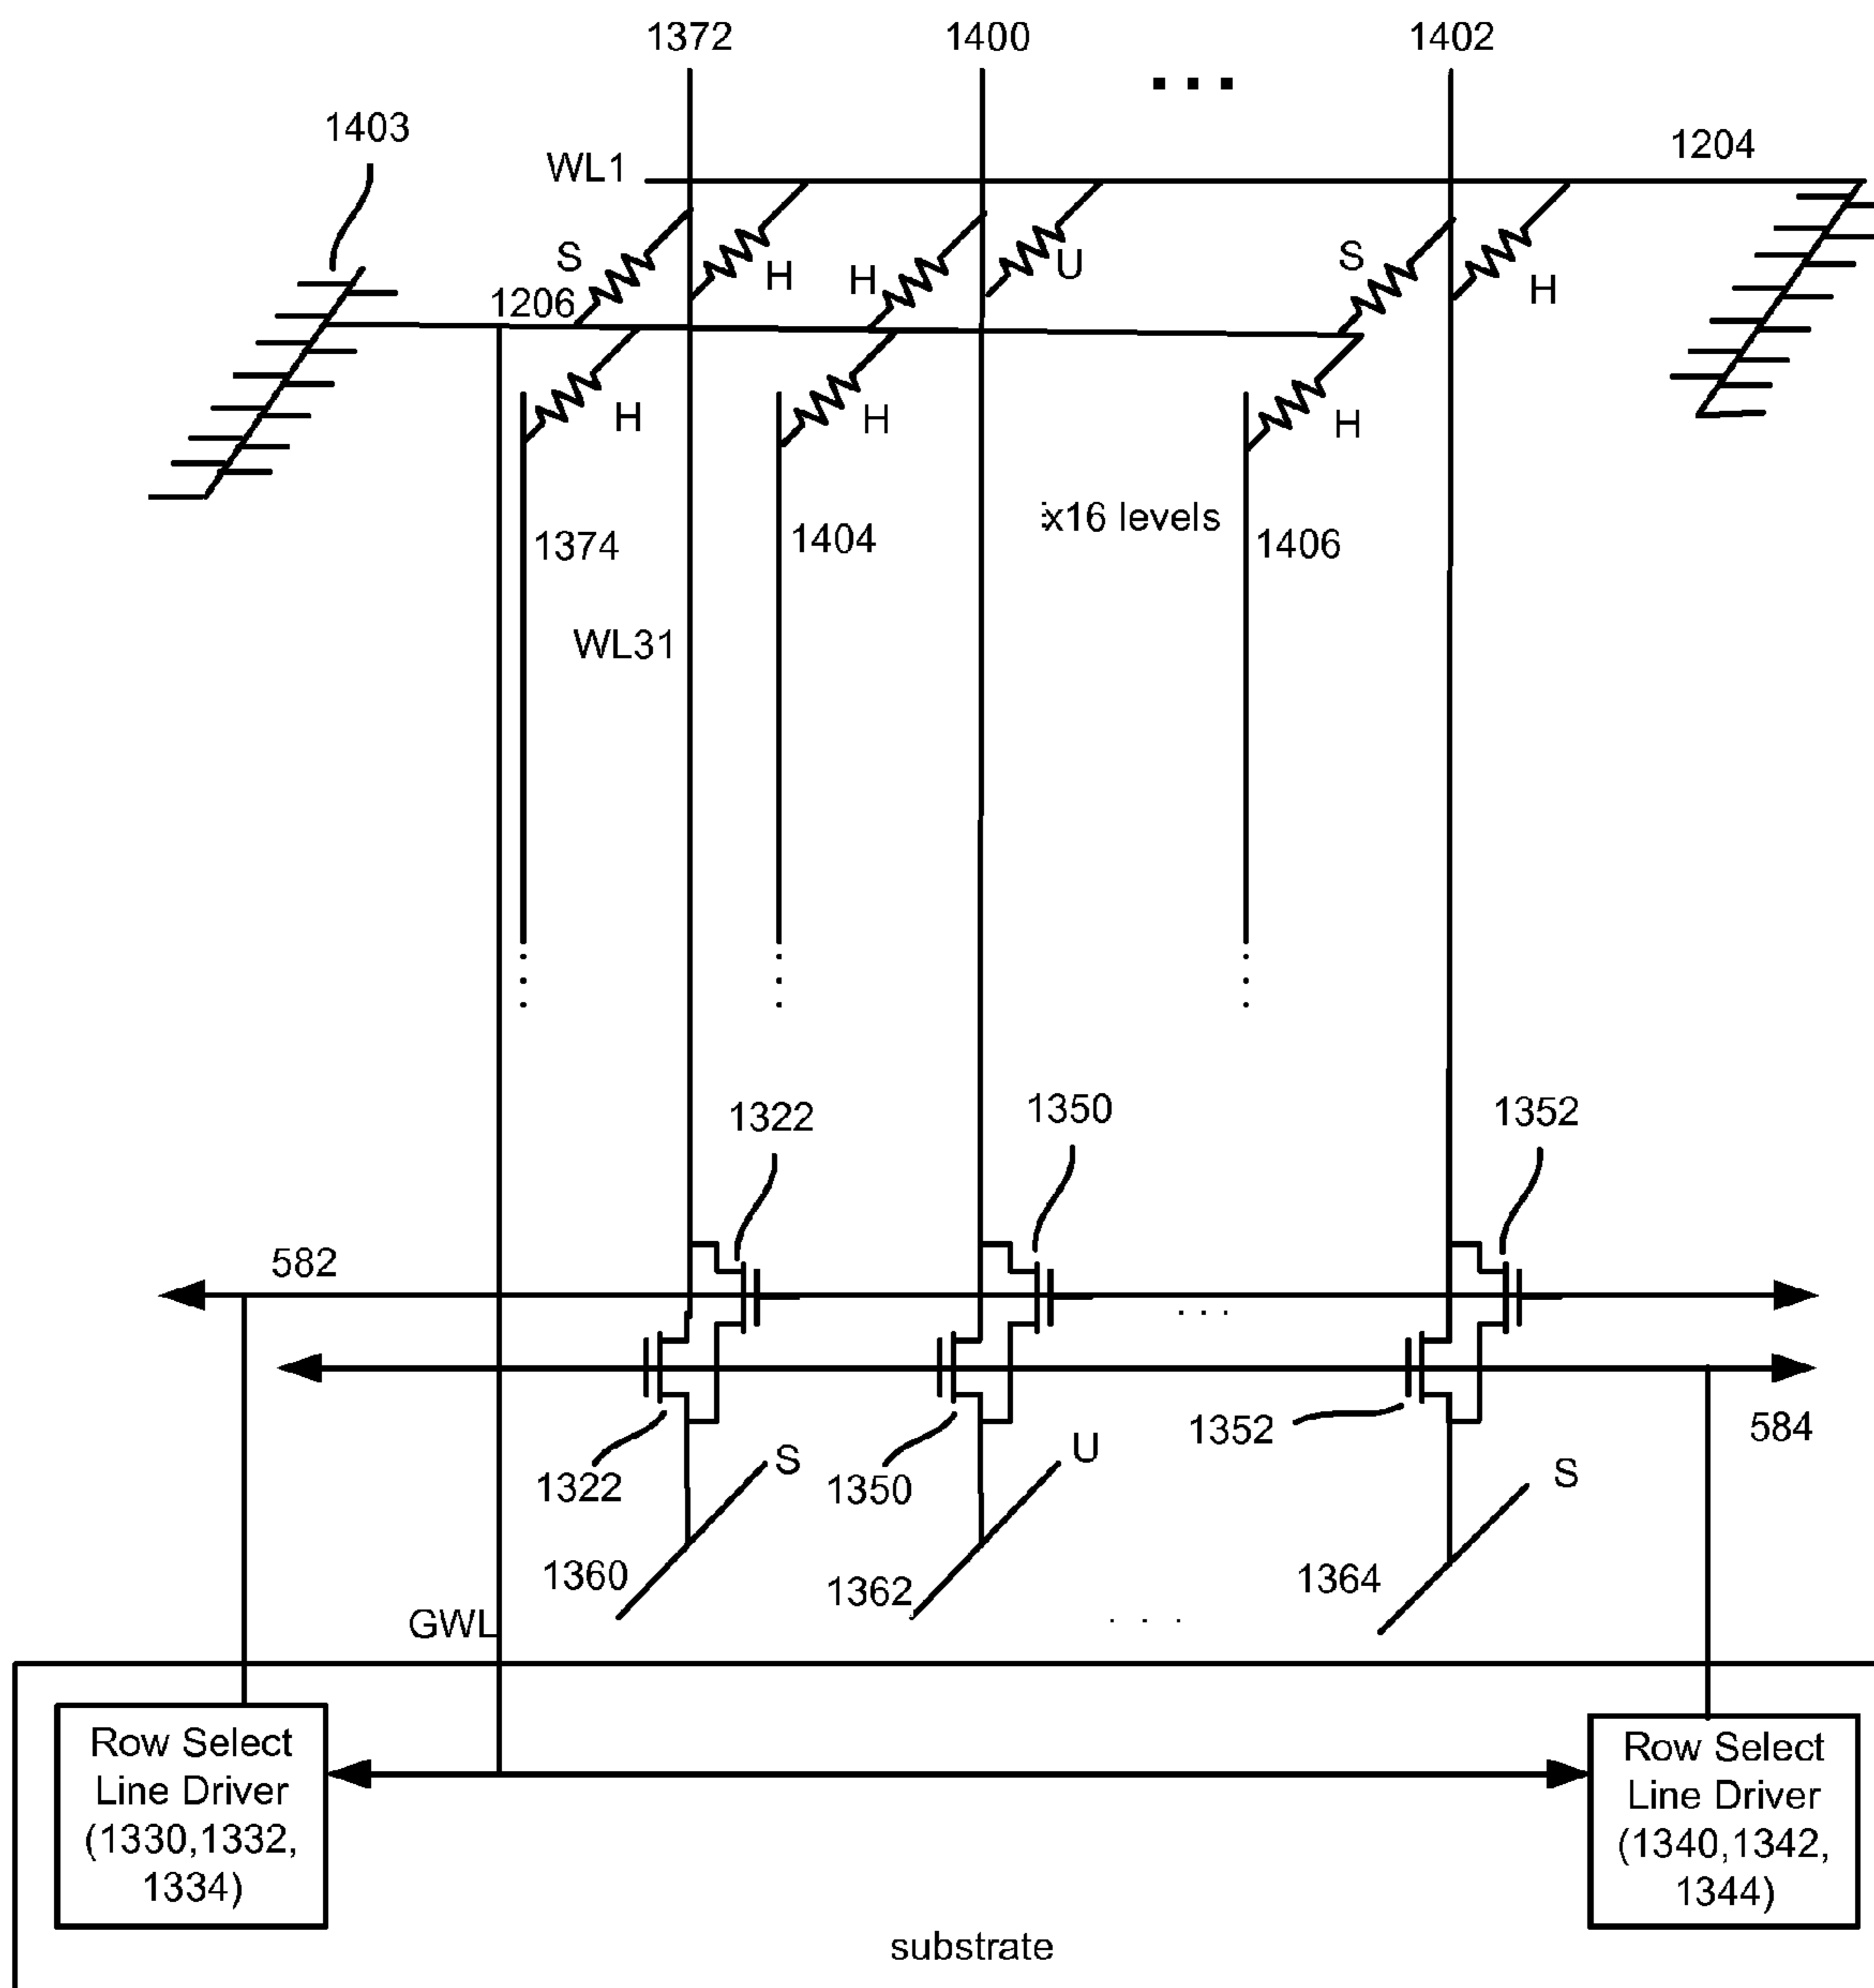 1372
1400
1402
. . .
1403
WL1
1204
S
H
H
U
S
H
1206
H
H
H
x16 levels
1374
1404
1406
WL31
1322
1350
1352
582
. . .
584
1322
1350
1352
S
U
S
1360
1362
1364
. . .
GWL
Row Select
Line Driver
(1330,1332,
1334)
Row Select
Line Driver
(1340,1342,
1344)
substrate